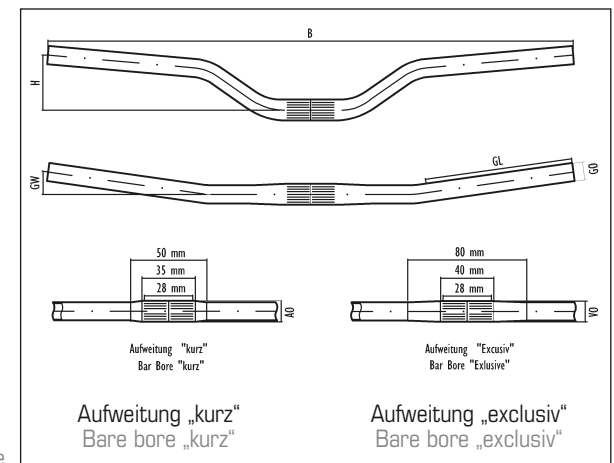 B
H
GW
GL
GO
50 mm
35 mm
28 mm
AO
80 mm
40 mm
28 mm
VO
Aufweitung "kurz"
Bar Bore "kurz"
Aufweitung "Excusiv"
Bar Bore "Exlusive"
Aufweitung „kurz“
Bare bore „kurz“
Aufweitung „exclusiv“
Bare bore „exclusiv“
e